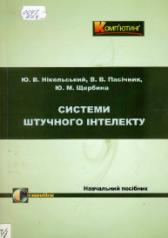 Комп'ютинг
Ю. В. Нікольський, В. В. Пасічник,
Ю. М. Щербина
СИСТЕМИ
ШТУЧНОГО ІНТЕЛЕКТУ
Навчальний посібник